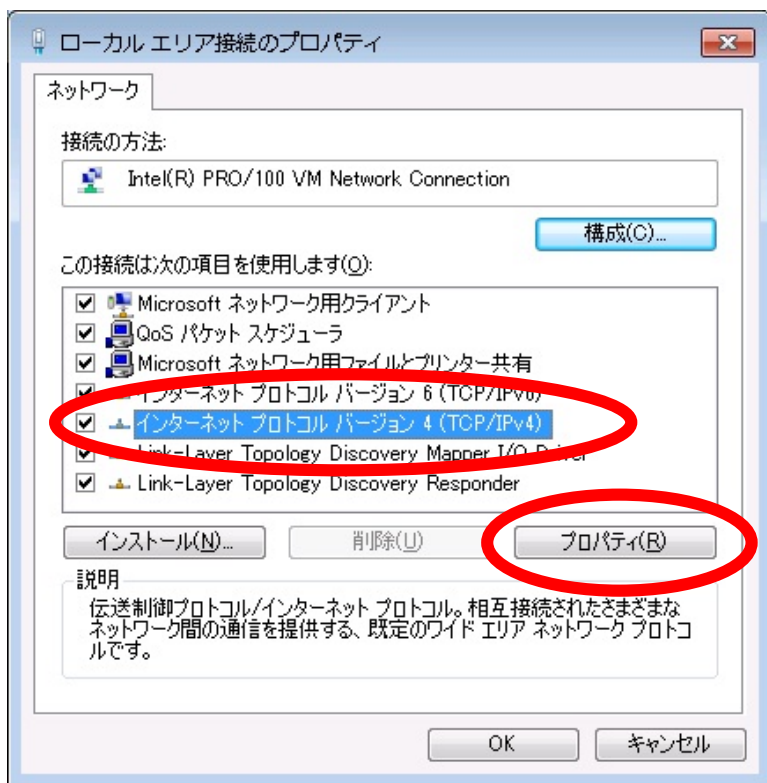 ローカル エリア接続のプロパティ
ネットワーク
接続の方法:
Intel(R) PRO/100 VM Network Connection
構成(C)...
この接続は次の項目を使用します(O):
Microsoft ネットワーク用クライアント
QoS パケット スケジューラ
Microsoft ネットワーク用ファイルとプリンター共有
インターネット プロトコル バージョン 6 (TCP/IPv6)
インターネット プロトコル バージョン 4 (TCP/IPv4)
Link-Layer Topology Discovery Mapper I/O Driver
Link-Layer Topology Discovery Responder
インストール(N)...
削除(U)
プロパティ(R)
説明
伝送制御プロトコル/インターネット プロトコル。相互接続されたさまざまな
ネットワーク間の通信を提供する、既定のワイド エリア ネットワーク プロトコ
ルです。
OK
キャンセル